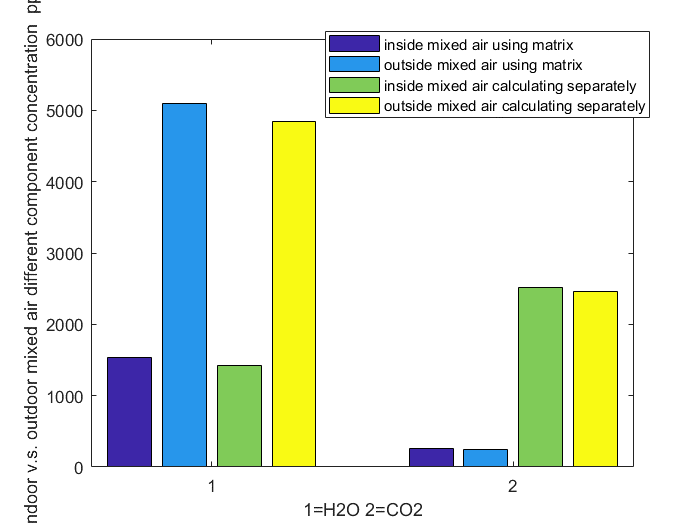 6000
5000
4000
3000
2000
1000
0
1
2
1=H2O 2=CO2
v.s. outdoor mixed air different component concentration
inside mixed air using matrix
outside mixed air using matrix
inside mixed air calculating separately
outside mixed air calculating separately